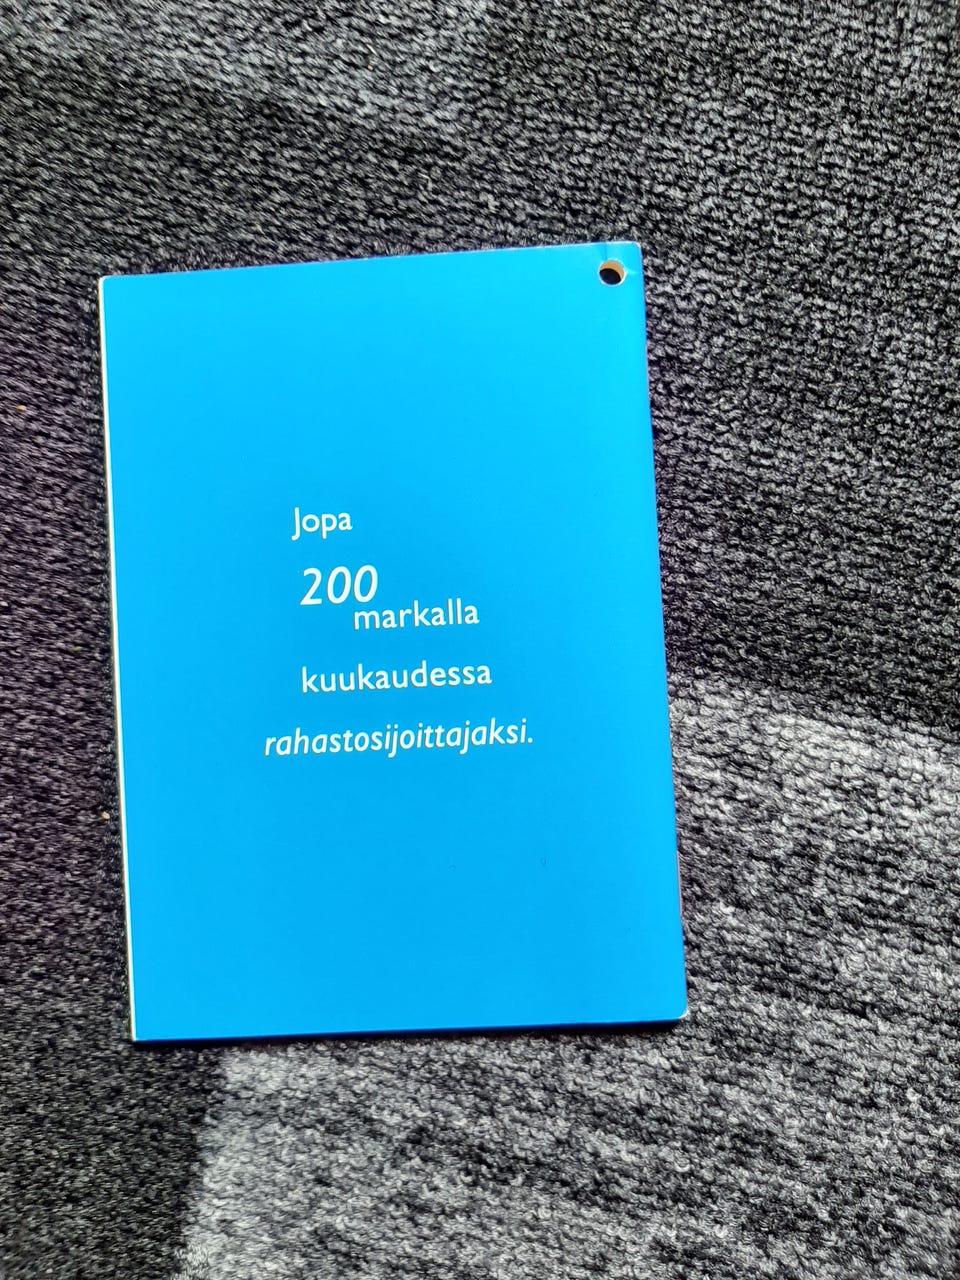 Jopa
200
markalla
kuukaudessa
rahastosijoittajaksi.